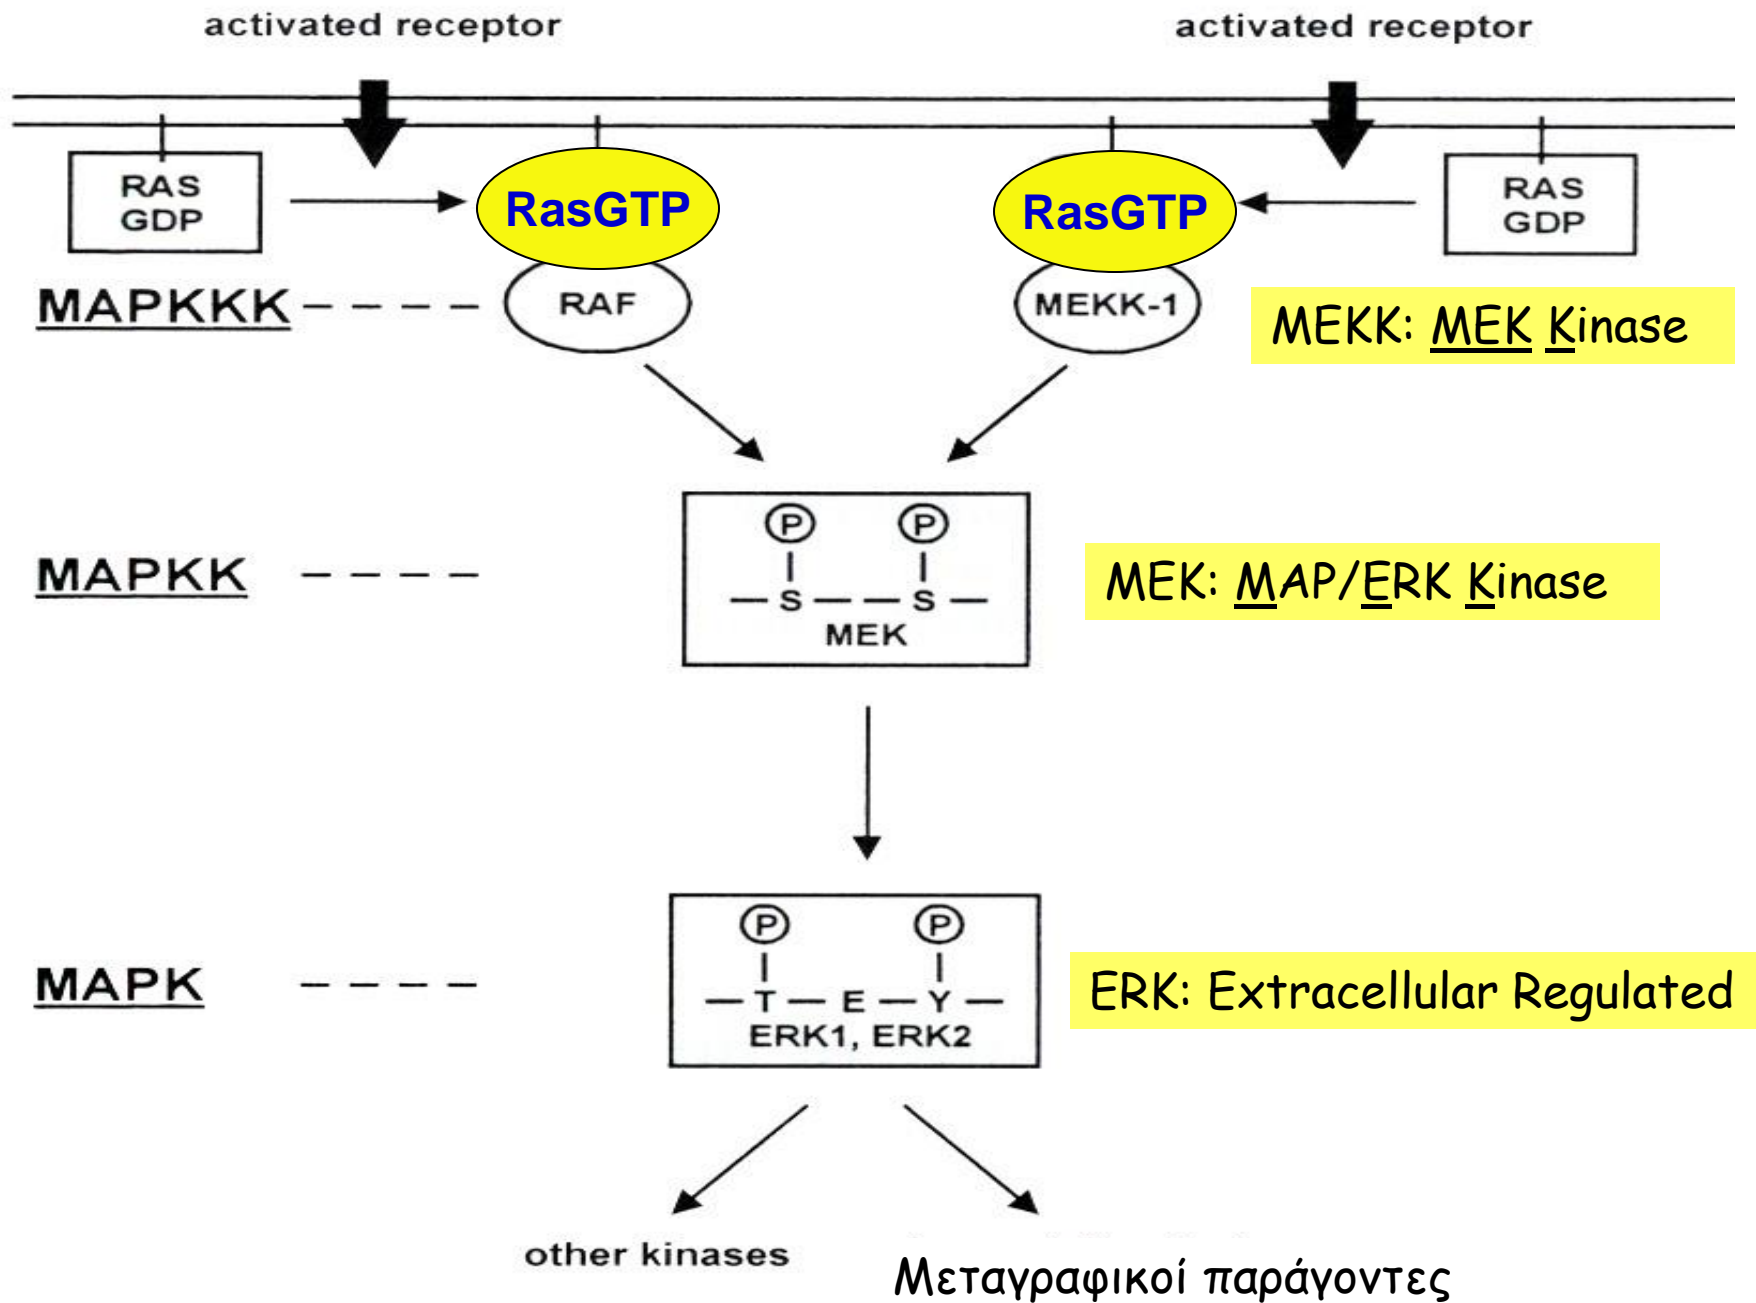 activated receptor
activated receptor
RAS
GDP
RasGTP
RasGTP
RAS
GDP
MAPKKK
RAF
MEKK-1
MEKK: MEK Kinase
P P
S S
MEK
MAPKK
MEK: MAP/ERK Kinase
P P
T E Y
ERK1, ERK2
MAPK
ERK: Extracellular Regulated
other kinases
Μεταγραφικοί παράγοντες